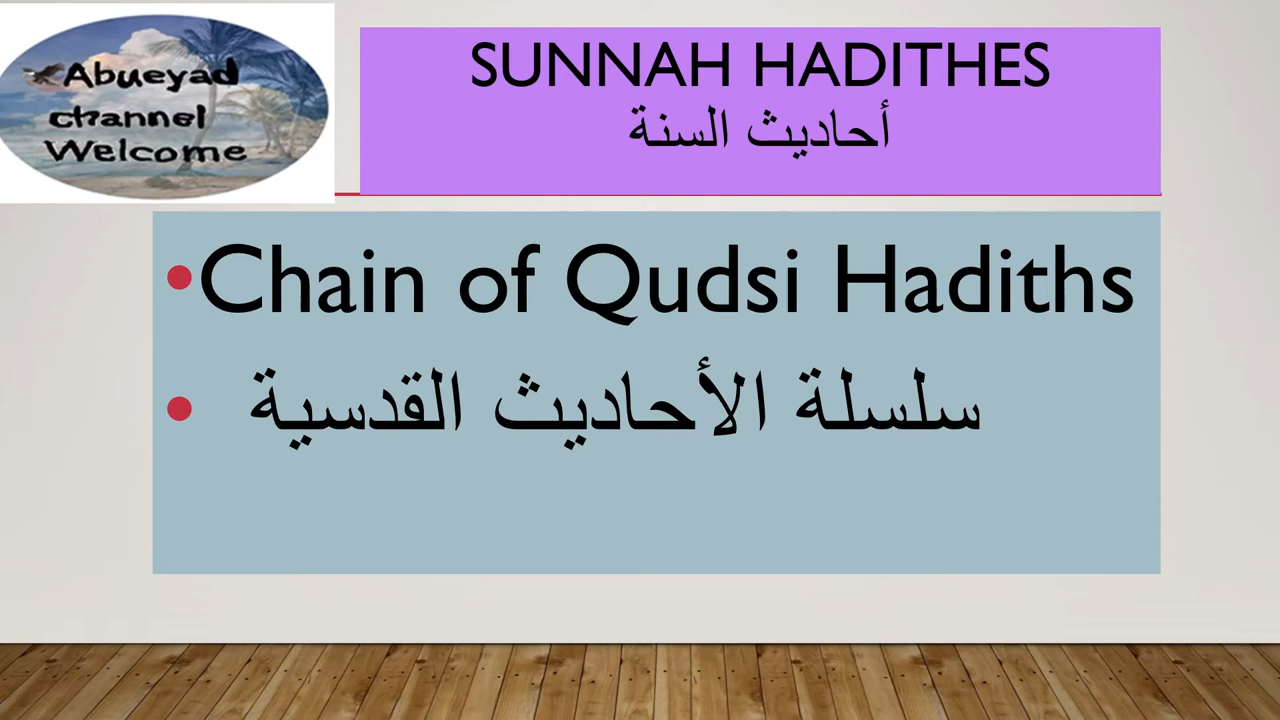 Abueyad
channel
Welcome
SUNNAH HADITHES
أحاديث السنة
•Chain of Qudsi Hadiths
• سلسلة الأحاديث القدسية